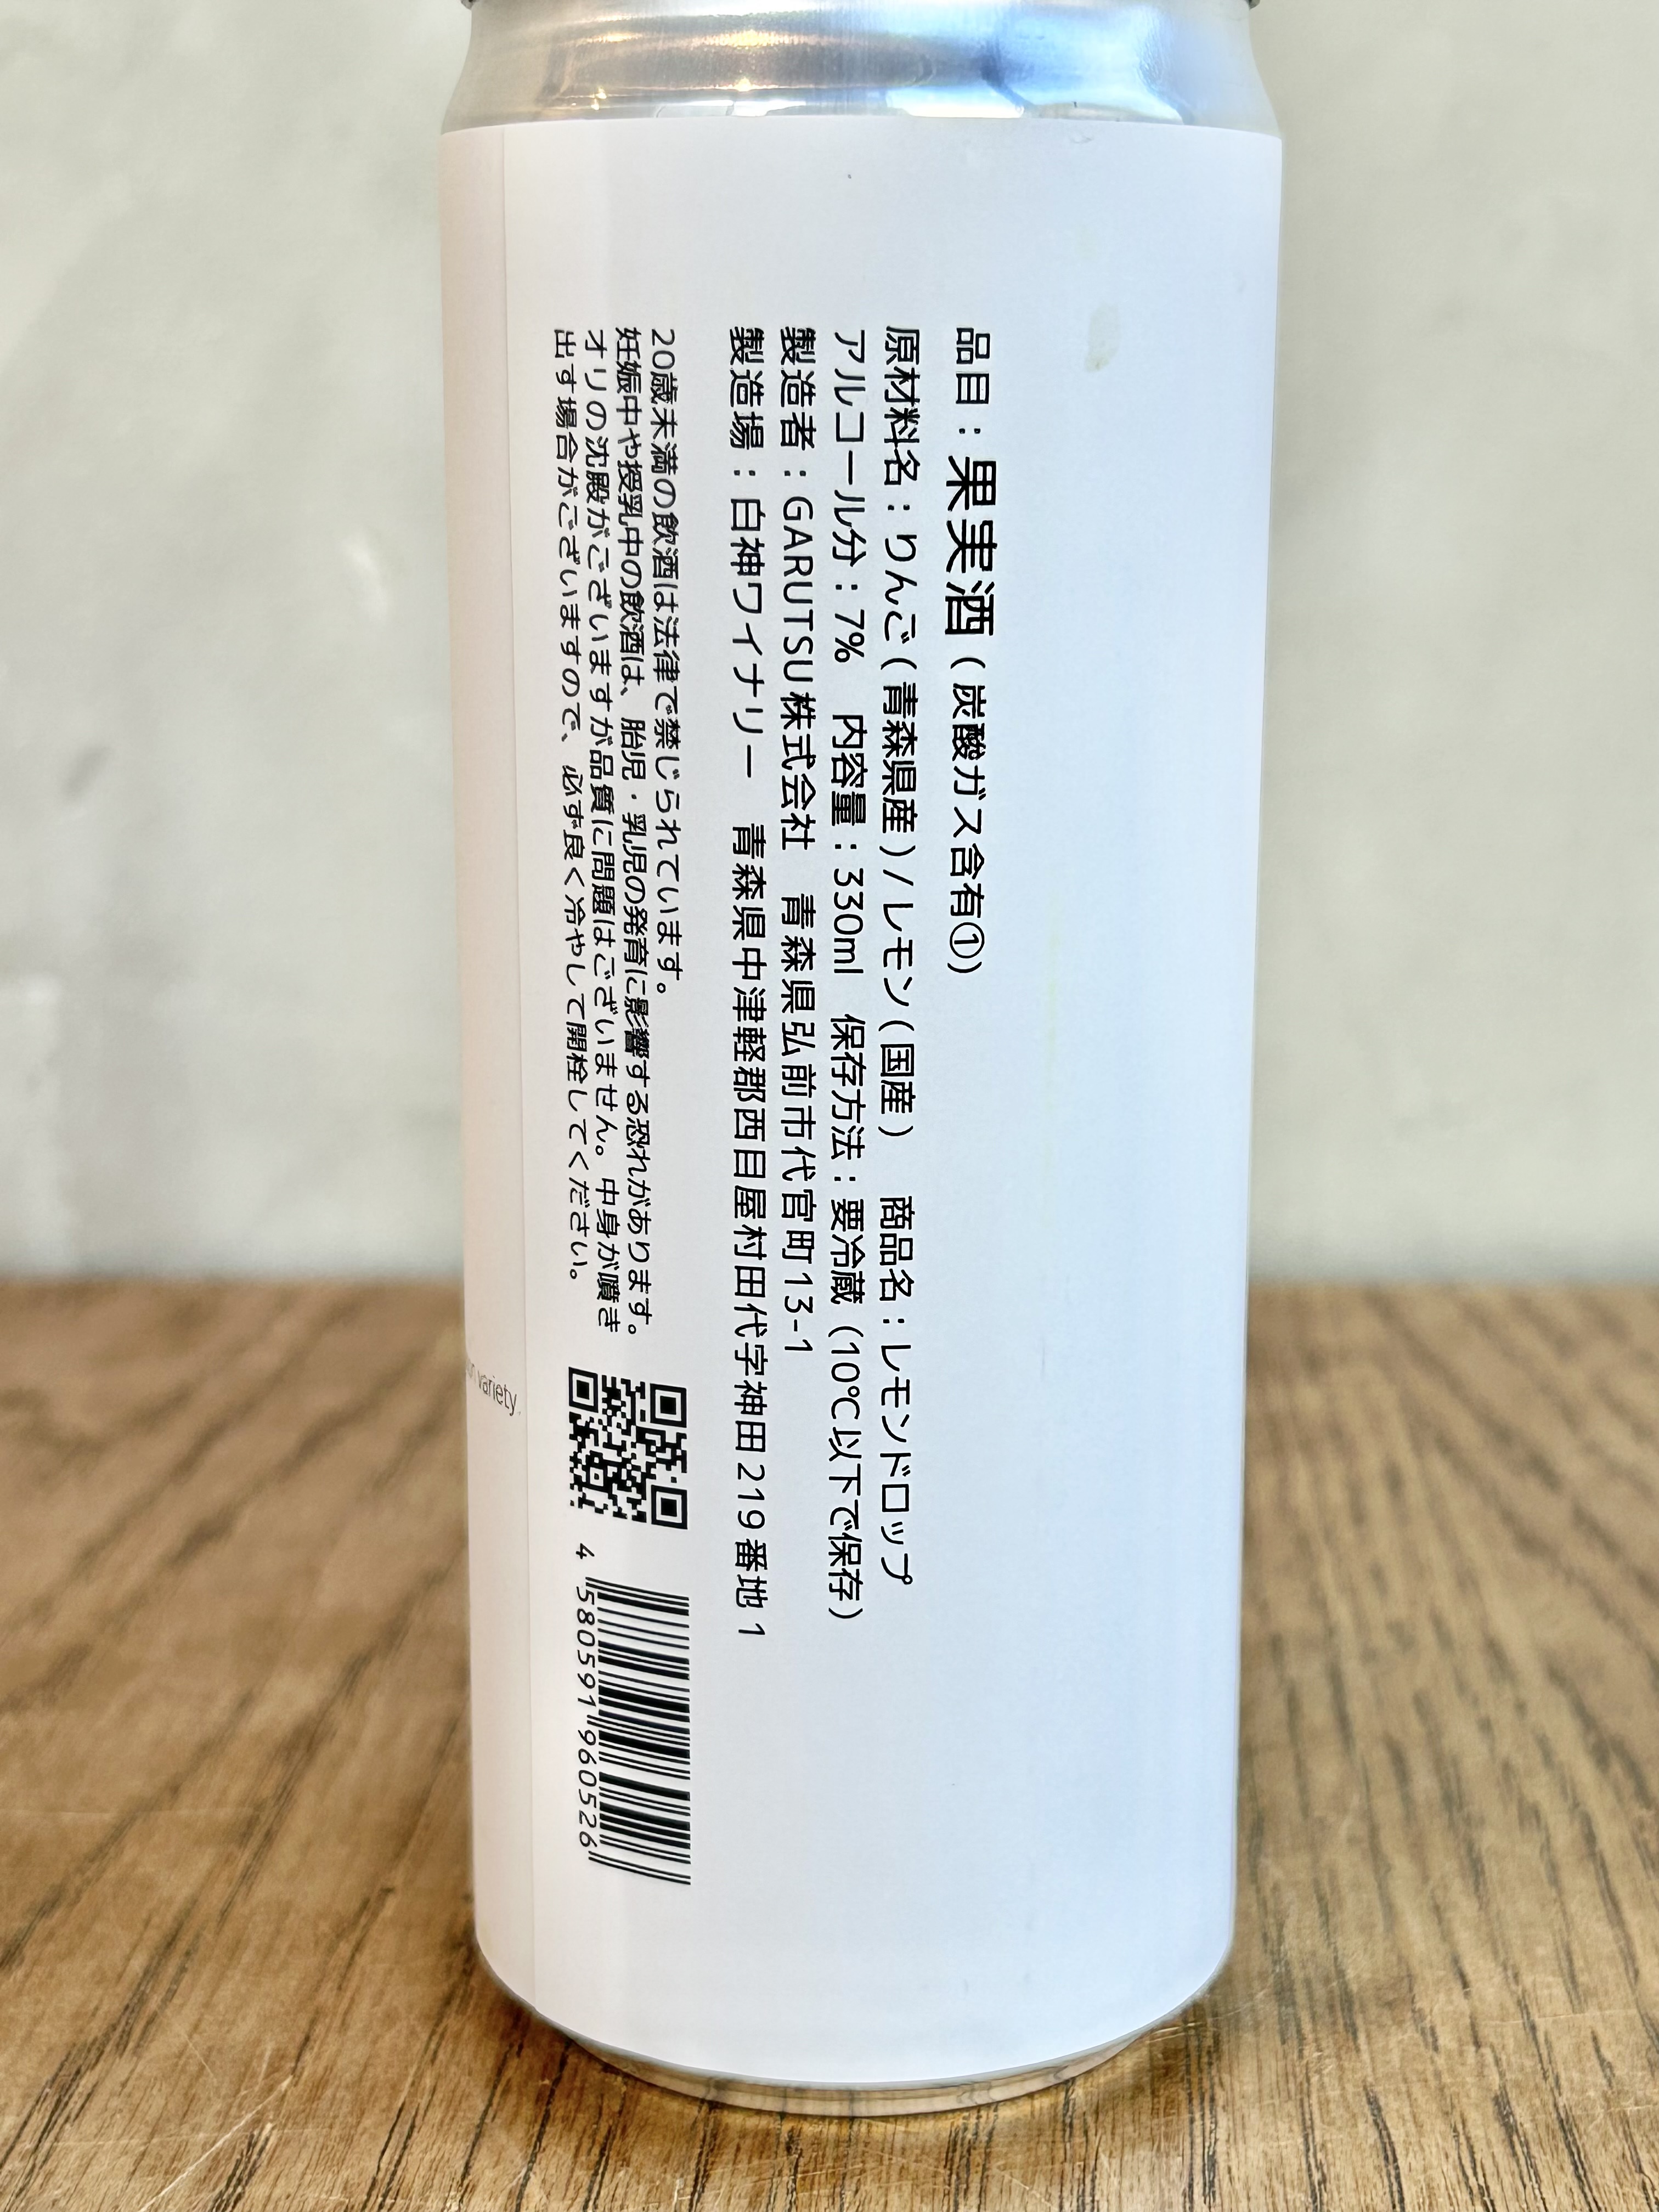 品目：果実酒（炭酸ガス含有①）
原材料名：りんご（青森県産）/レモン（国産）　商品名：レモンドロップ
アルコール分：7%　内容量：330ml　保存方法：要冷蔵（10℃以下で保存）
製造者：GARUTSU株式会社　青森県弘前市代官町13-1
製造場：白神ワイナリー　青森県中津軽郡西目屋村田代字神田219番地1
20歳未満の飲酒は法律で禁じられています。
妊娠中や授乳中の飲酒は、胎児・乳児の発育に影響する恐れがあります。
オリの沈殿がございますが品質に問題はございません。中身が噴き
出す場合がございますので、必ず良く冷やして開栓してください。
4 580591 960526
variety.